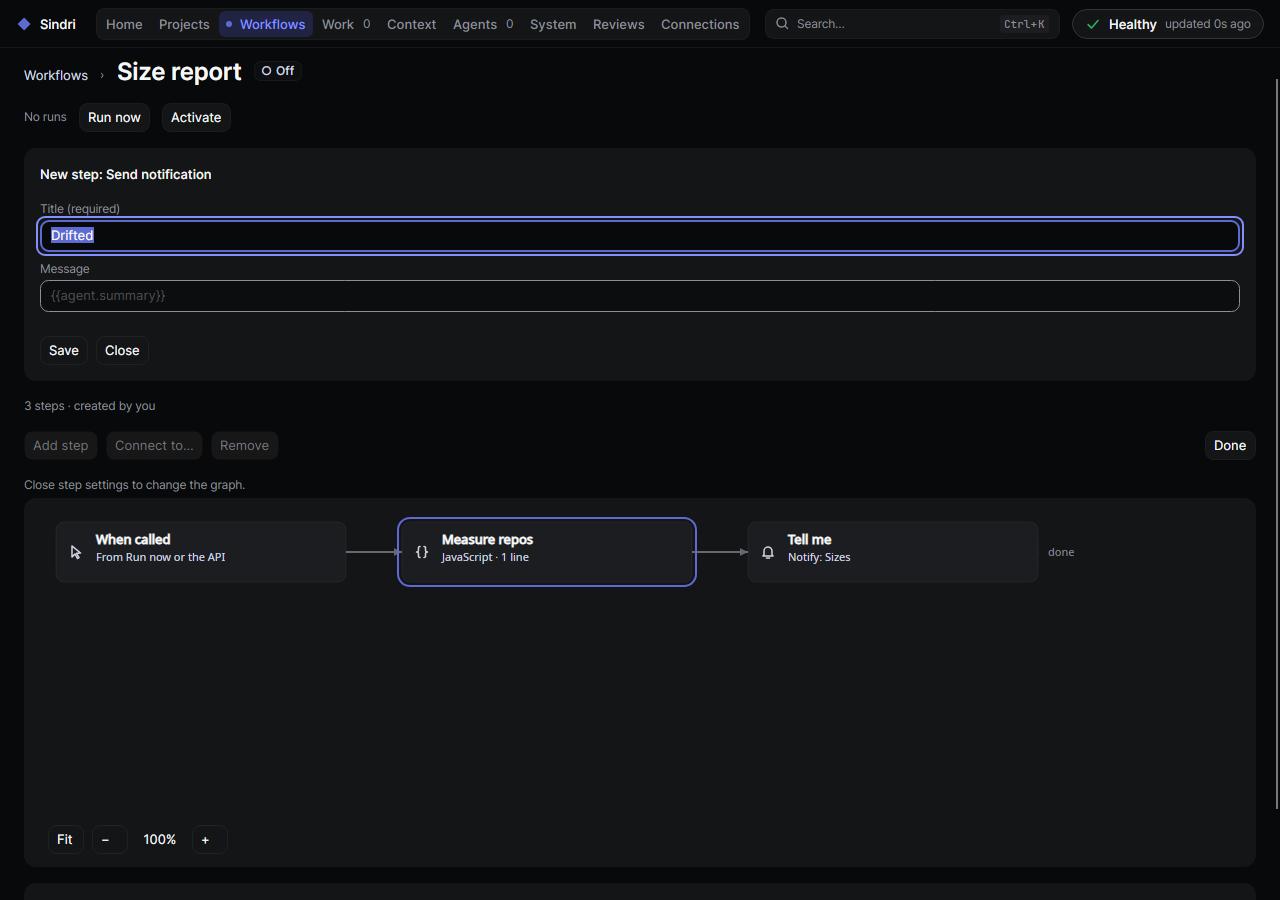 Sindri
Home Projects Workflows Work 0 Context Agents 0 System Reviews Connections
Search... Ctrl+K
Healthy updated 0s ago
Workflows › Size report Off
No runs Run now Activate
New step: Send notification
Title (required)
Drifted
Message
{{agent.summary}}
Save Close
3 steps · created by you
Add step Connect to... Remove Done
Close step settings to change the graph.
When called
From Run now or the API
{} Measure repos
JavaScript · 1 line
Tell me
Notify: Sizes
done
Fit − 100% +